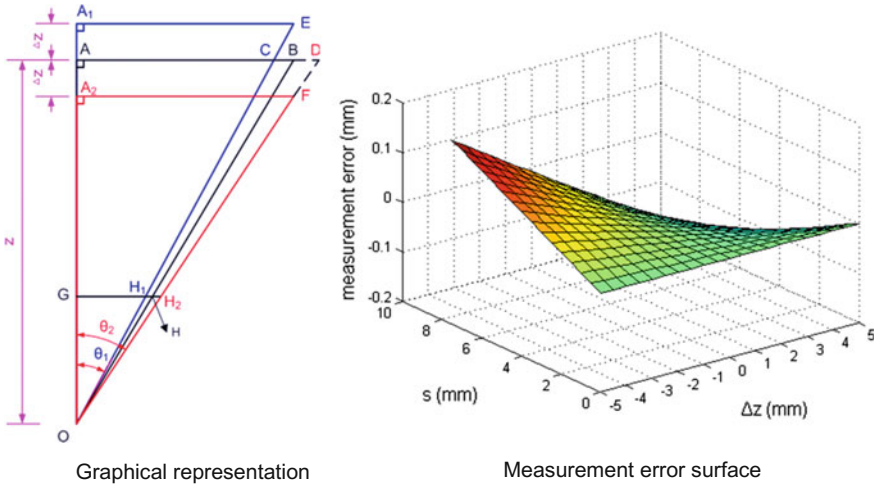 A1
E
Δz
A
C
B
D
Δz
A2
F
z
G
H1
H2
H
θ2
θ1
O
Graphical representation
measurement error (mm)
0.2
0.1
0
-0.1
-0.2
10
8
6
4
2
0
s (mm)
-5
-4
-3
-2
-1
0
1
2
3
4
5
Δz (mm)
Measurement error surface